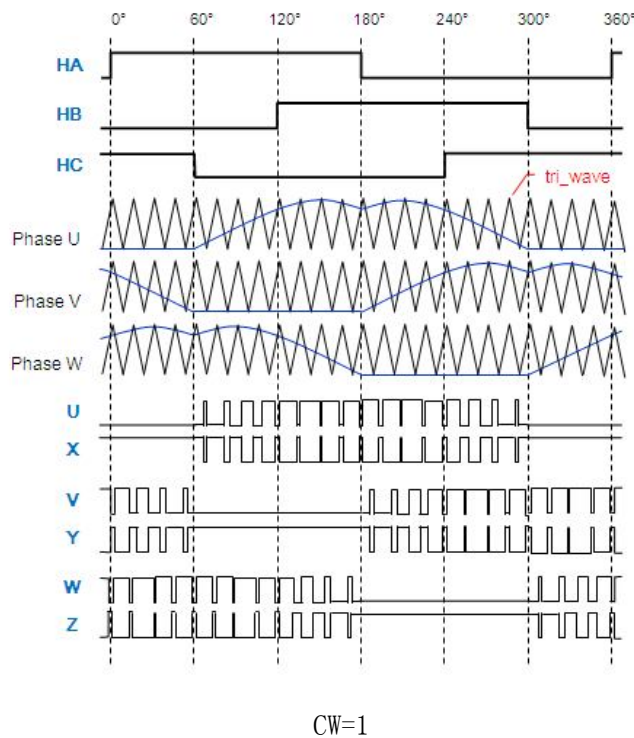 0° 60° 120° 180° 240° 300° 360°
HA
HB
HC
tri_wave
Phase U
Phase V
Phase W
U
X
V
Y
W
Z
CW=1